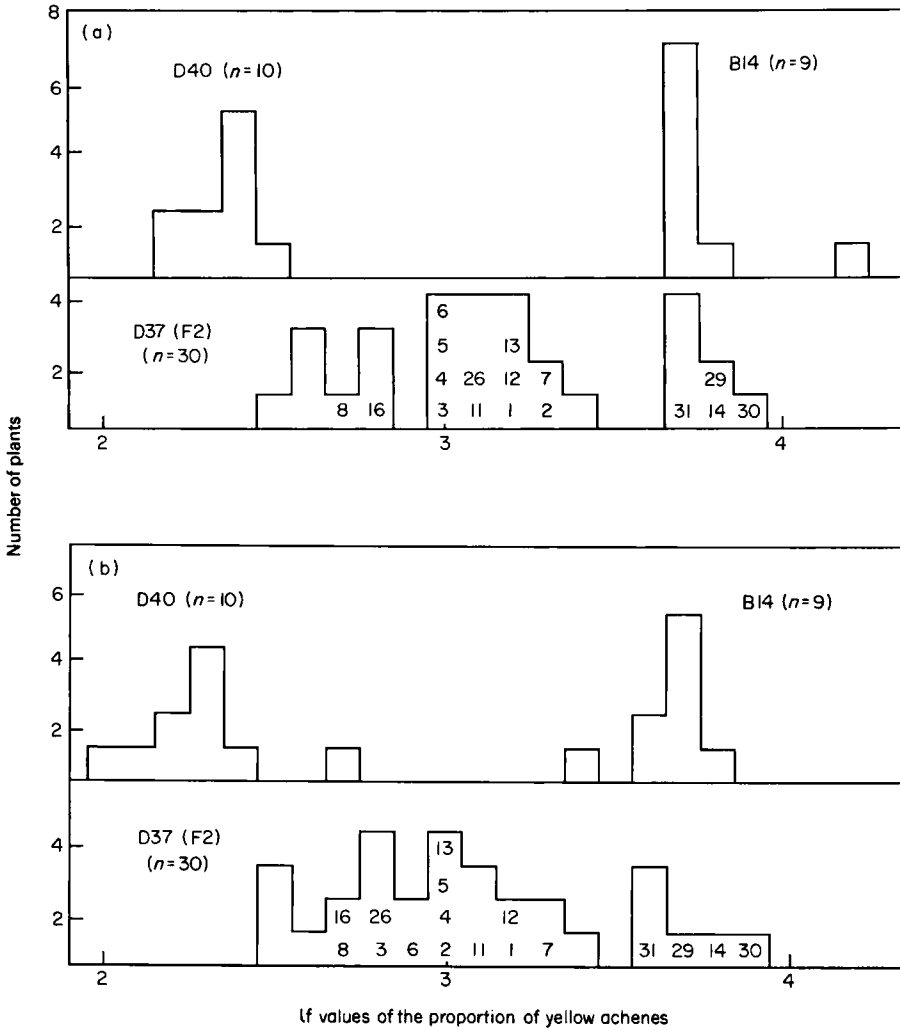 8
(a)
D40 (n=10)
B14 (n=9)
6
4
2
4
D37 (F2)
(n=30)
2
6
5 13
4 26 12 7 29
8 16 3 11 1 2 31 14 30
2 3 4
Number of plants
(b)
6
D40 (n=10)
B14 (n=9)
4
2
D37 (F2)
(n=30)
4
2
13
5
16 26 4 12
8 3 6 2 11 1 7 31 29 14 30
2 3 4
Lf values of the proportion of yellow achenes